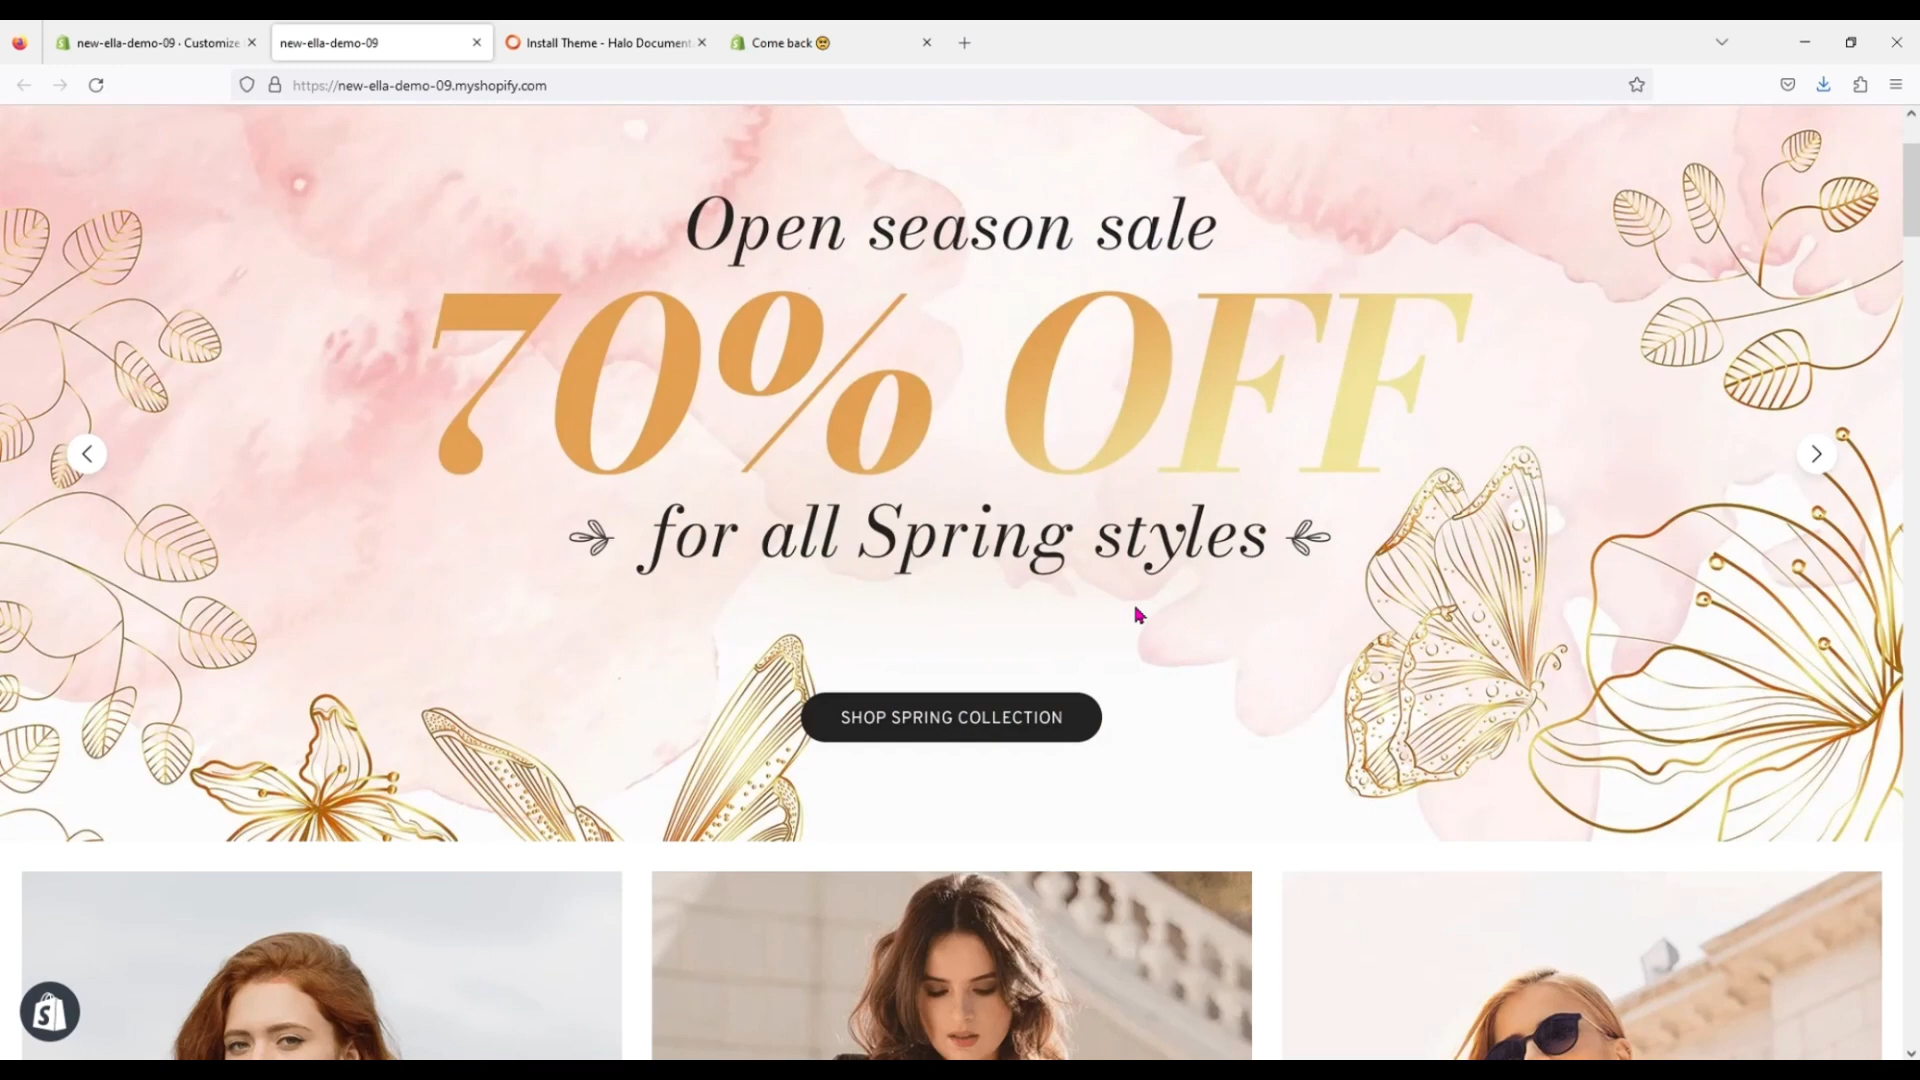 new-ella-demo-09 · Customize
new-ella-demo-09
Install Theme - Halo Document
Come back 🥺
https://new-ella-demo-09.myshopify.com
Open season sale
70% OFF
for all Spring styles
SHOP SPRING COLLECTION